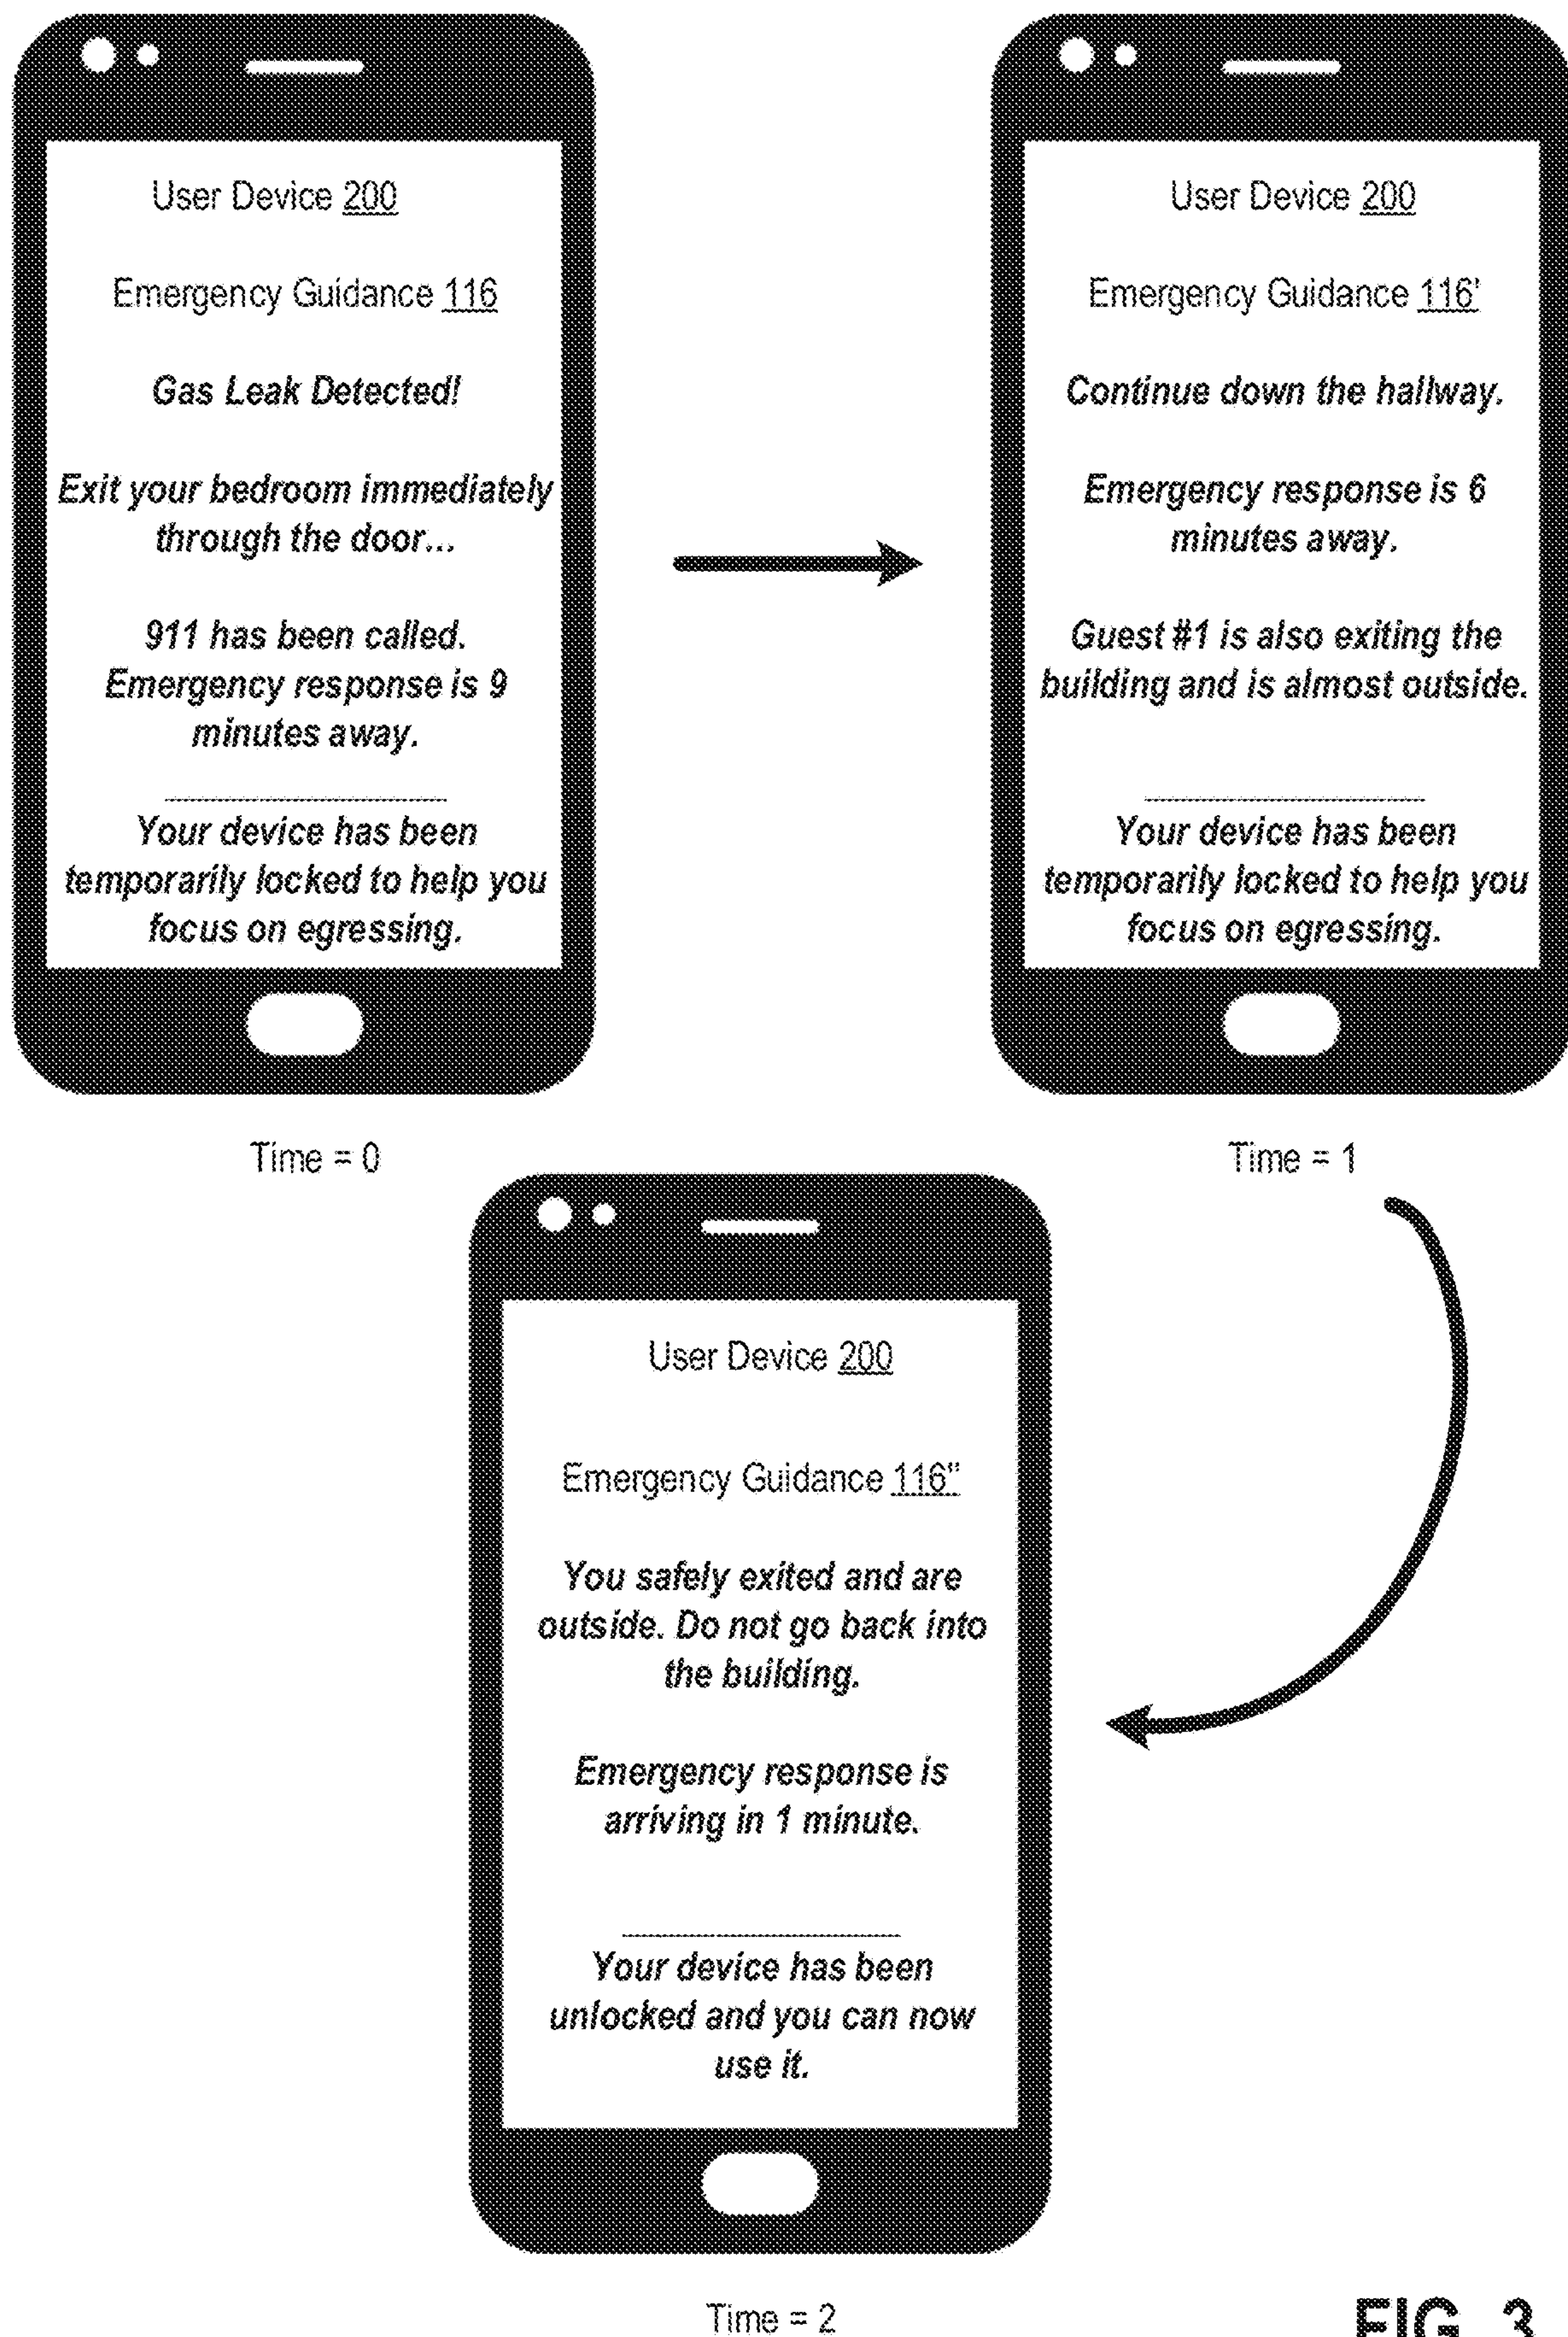 User Device 200
Emergency Guidance 116
Gas Leak Detected!
Exit your bedroom immediately
through the door...
911 has been called.
Emergency response is 9
minutes away.
Your device has been
temporarily locked to help you
focus on egressing.
Time = 0
User Device 200
Emergency Guidance 116'
Continue down the hallway.
Emergency response is 6
minutes away.
Guest #1 is also exiting the
building and is almost outside.
Your device has been
temporarily locked to help you
focus on egressing.
Time = 1
User Device 200
Emergency Guidance 116"
You safely exited and are
outside. Do not go back into
the building.
Emergency response is
arriving in 1 minute.
Your device has been
unlocked and you can now
use it.
Time = 2
FIG. 3